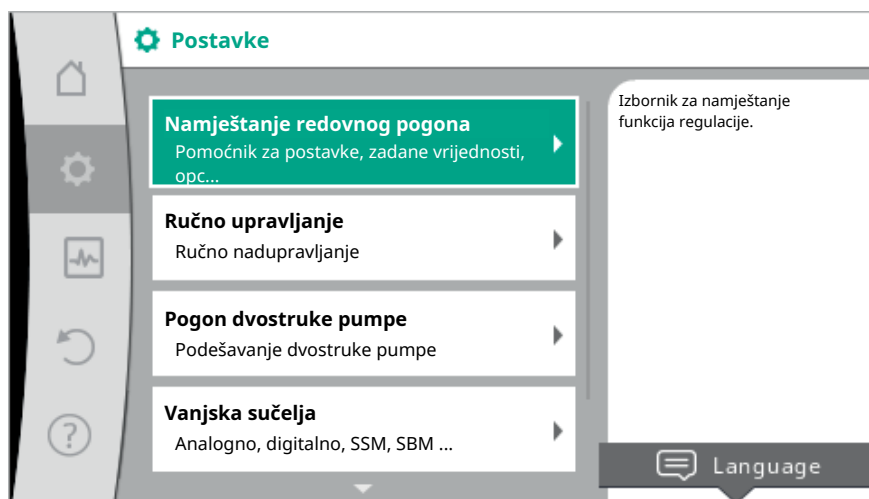 Postavke
Namještanje redovnog pogona
Pomoćnik za postavke, zadane vrijednosti,
opc...
Ručno upravljanje
Ručno nadupravljanje
Pogon dvostruke pumpe
Podešavanje dvostruke pumpe
Vanjska sučelja
Analogno, digitalno, SSM, SBM ...
Izbornik za namještanje
funkcija regulacije.
Language